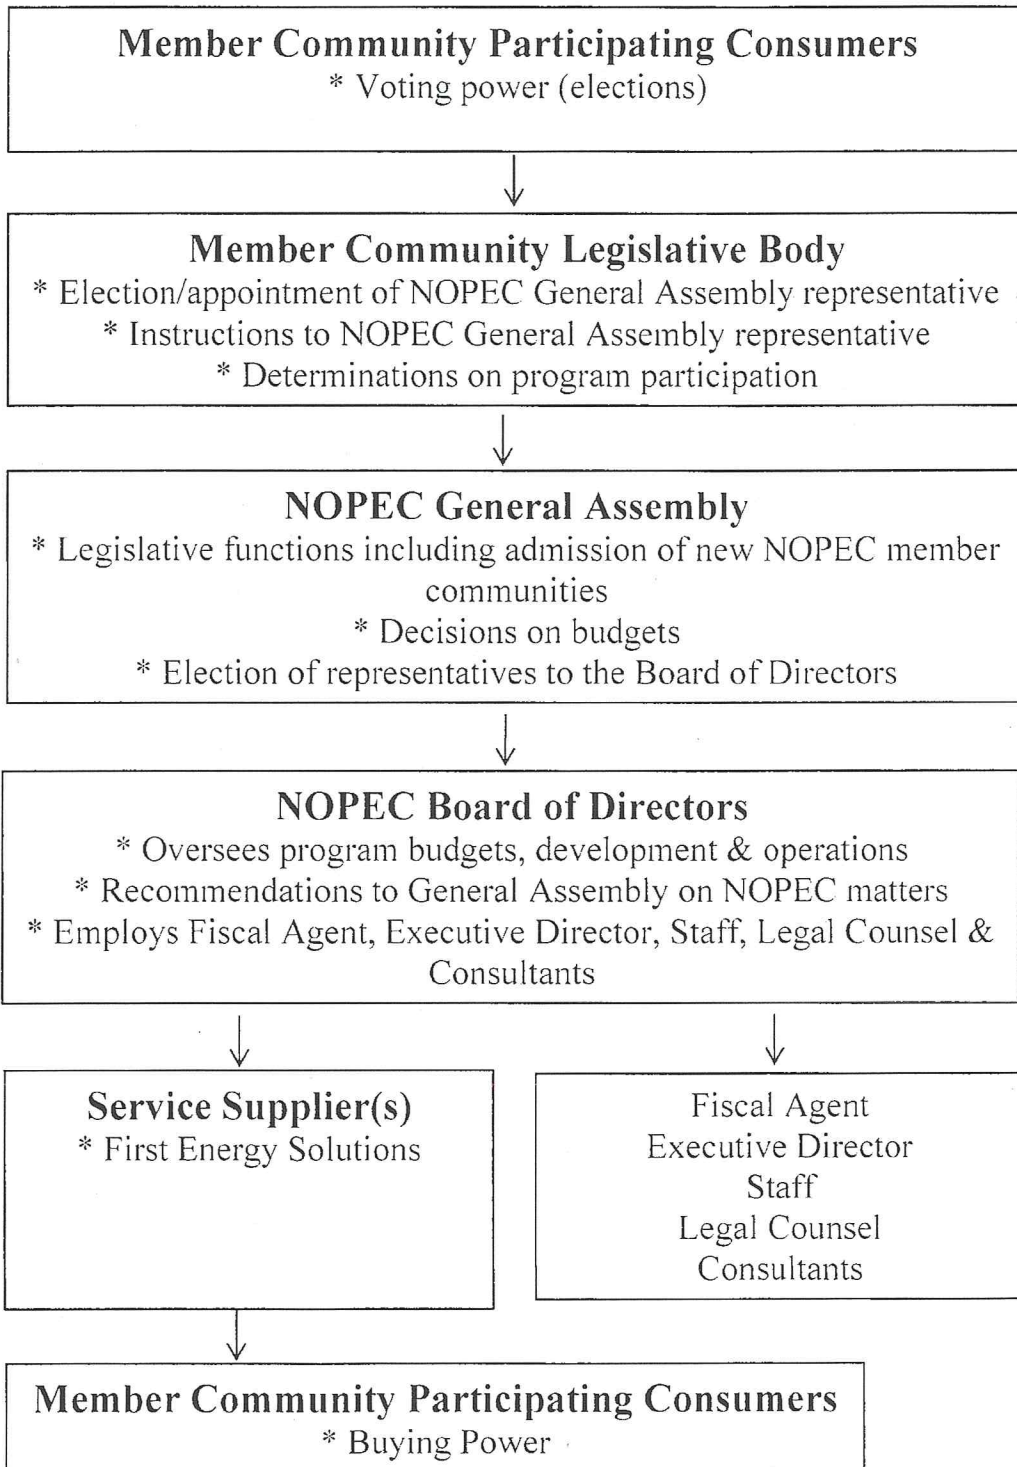 Member Community Participating Consumers
* Voting power (elections)
Member Community Legislative Body
* Election/appointment of NOPEC General Assembly representative
* Instructions to NOPEC General Assembly representative
* Determinations on program participation
NOPEC General Assembly
* Legislative functions including admission of new NOPEC member
communities
* Decisions on budgets
* Election of representatives to the Board of Directors
NOPEC Board of Directors
* Oversees program budgets, development & operations
* Recommendations to General Assembly on NOPEC matters
* Employs Fiscal Agent, Executive Director, Staff, Legal Counsel &
Consultants
Service Supplier(s)
* First Energy Solutions
Fiscal Agent
Executive Director
Staff
Legal Counsel
Consultants
Member Community Participating Consumers
* Buying Power